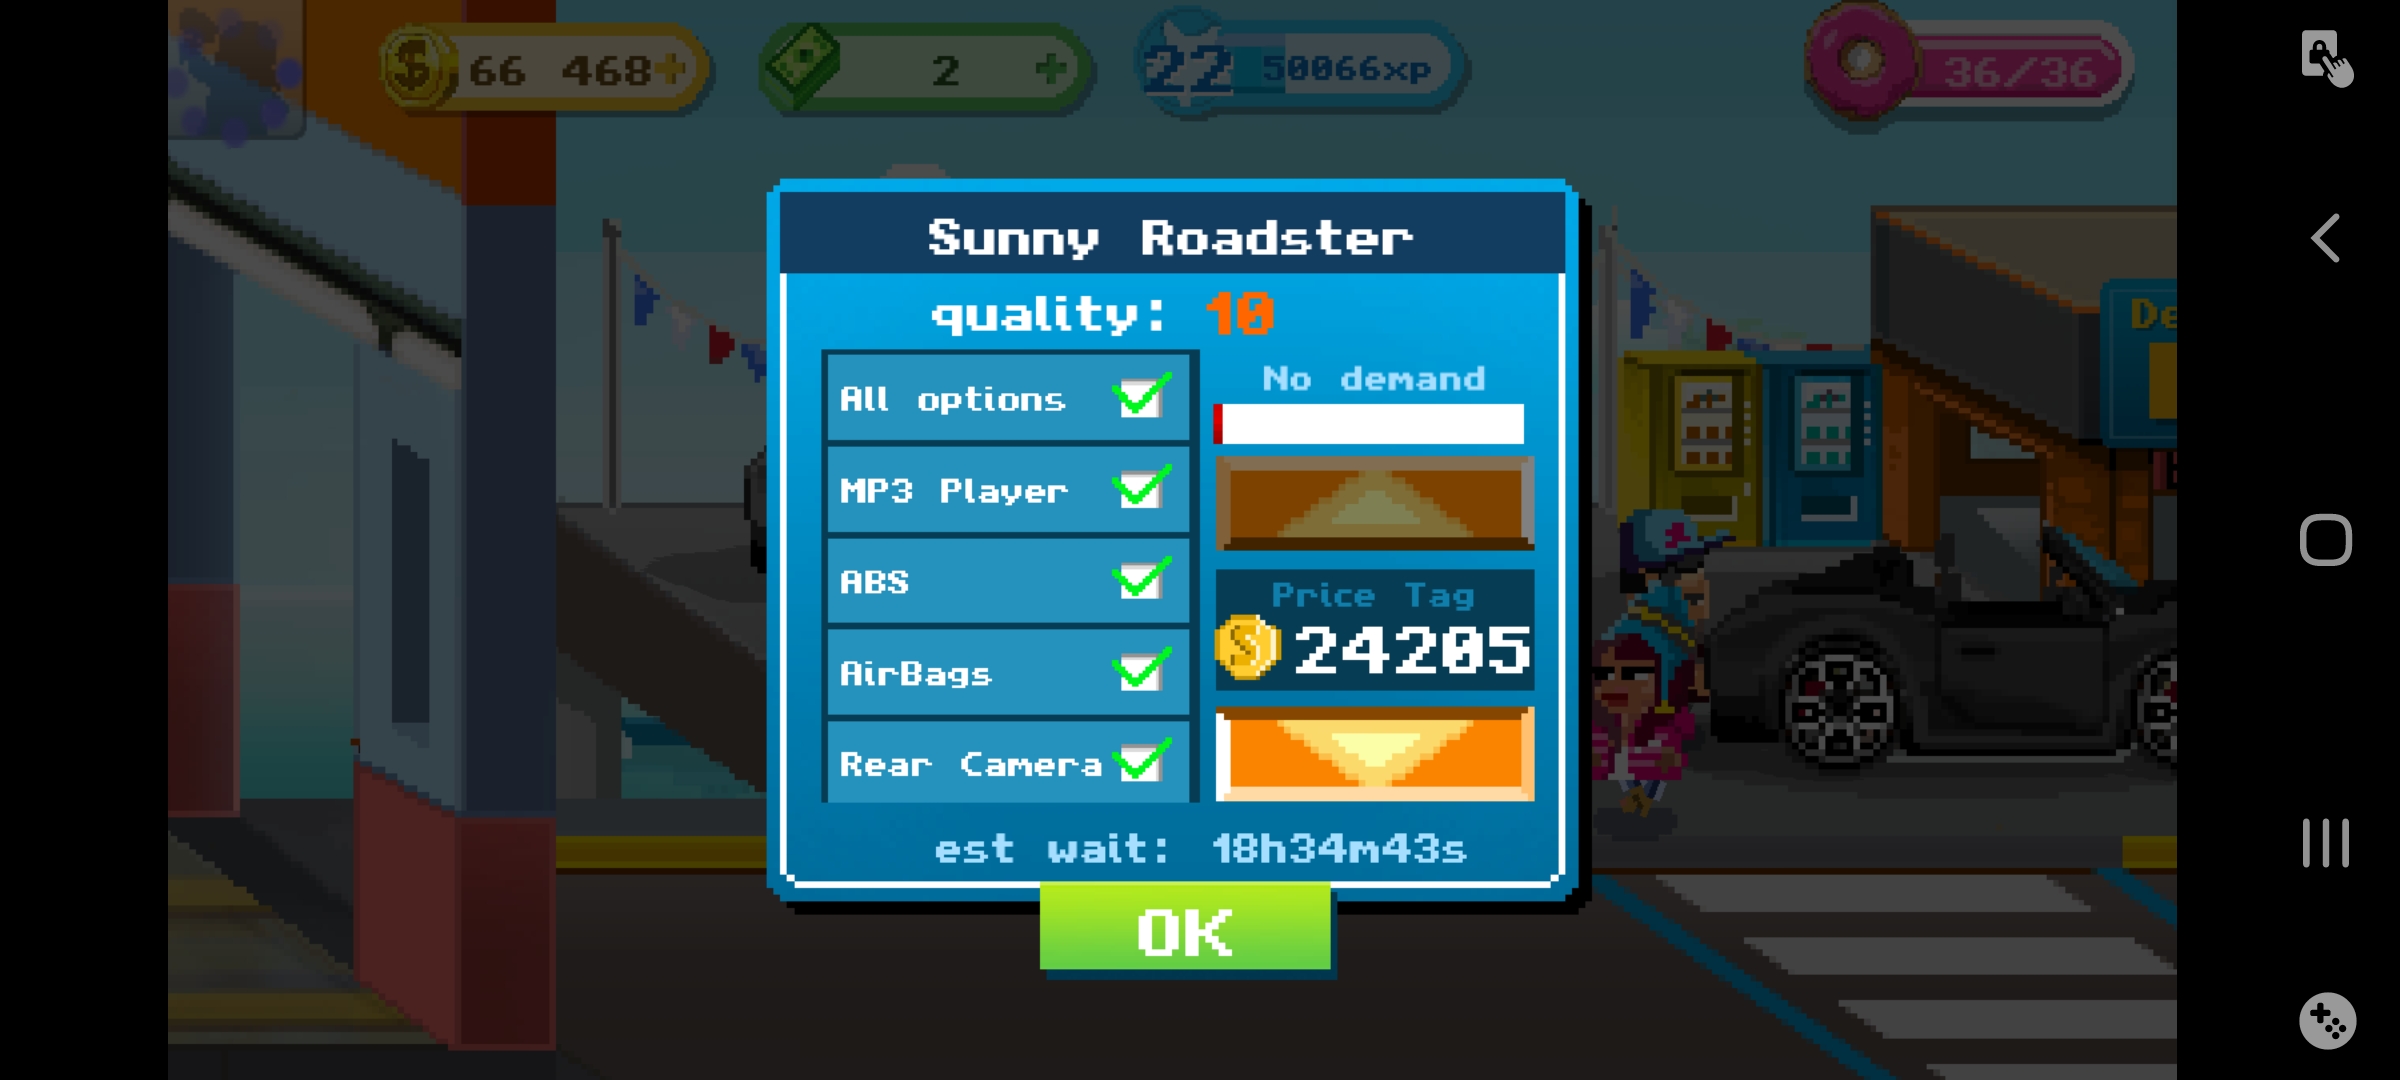 66 468+
2 +
22 50066xp
36/36
Sunny Roadster
quality: 10
All options
MP3 Player
ABS
AirBags
Rear Camera
No demand
Price Tag
24205
est wait: 18h34m43s
OK
De